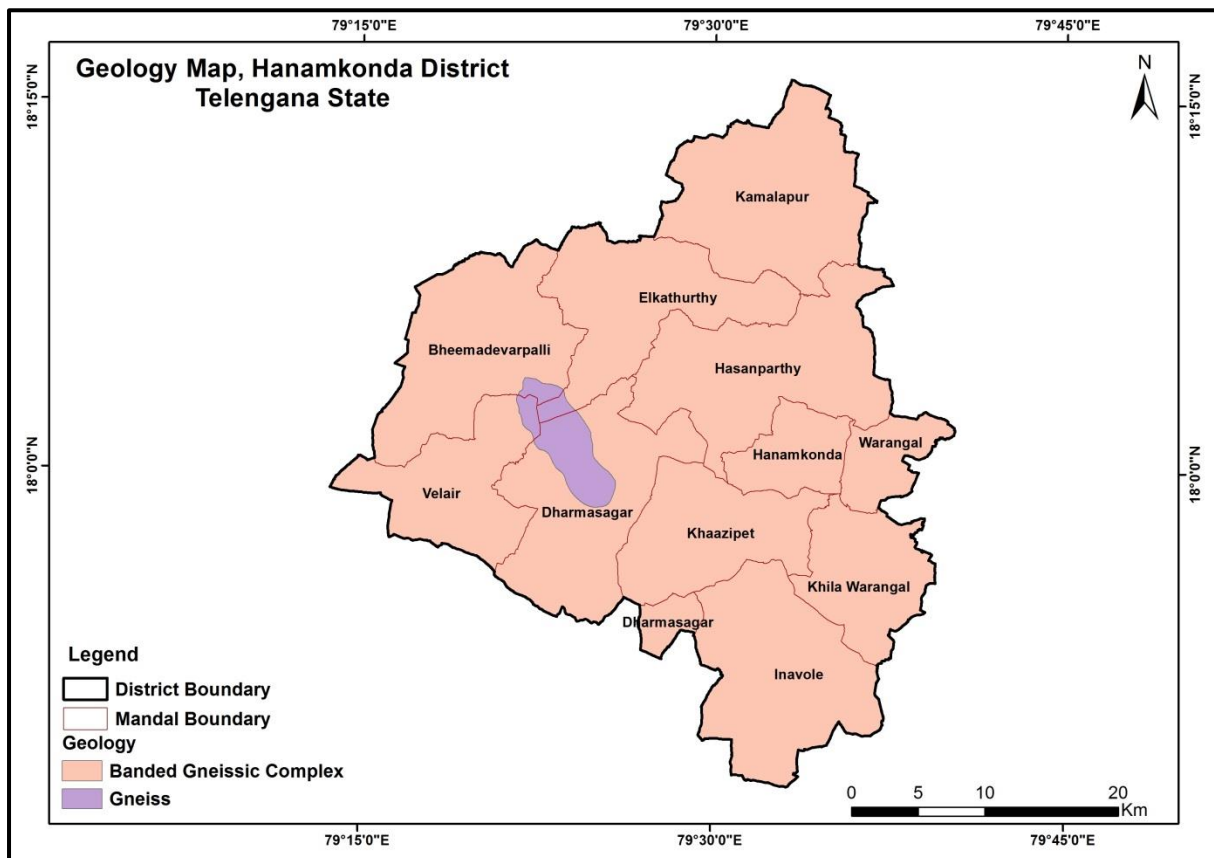 79°15'0"E
79°30'0"E
79°45'0"E
Geology Map, Hanamkonda District
Telengana State
N
18°15'0"N
18°15'0"N
Kamalapur
Elkathurthy
Bheemadevarpalli
Hasanparthy
Warangal
Hanamkonda
18°0'0"N
18°0'0"N
Velair
Dharmasagar
Khaazipet
Khila Warangal
Dharmasagar
Inavole
Legend
District Boundary
Mandal Boundary
Geology
Banded Gneissic Complex
Gneiss
0 5 10 20
Km
79°15'0"E
79°30'0"E
79°45'0"E